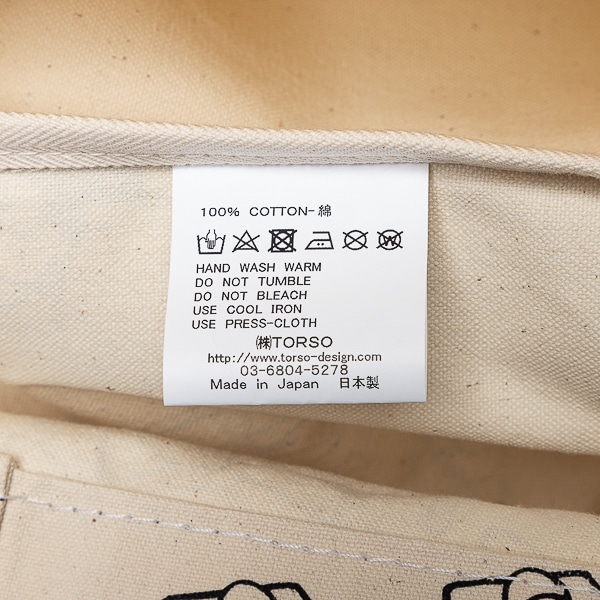 100% COTTON-綿
HAND WASH WARM
DO NOT TUMBLE
DO NOT BLEACH
USE COOL IRON
USE PRESS-CLOTH
㈱TORSO
http://www.torso-design.com
03-6804-5278
Made in Japan 日本製